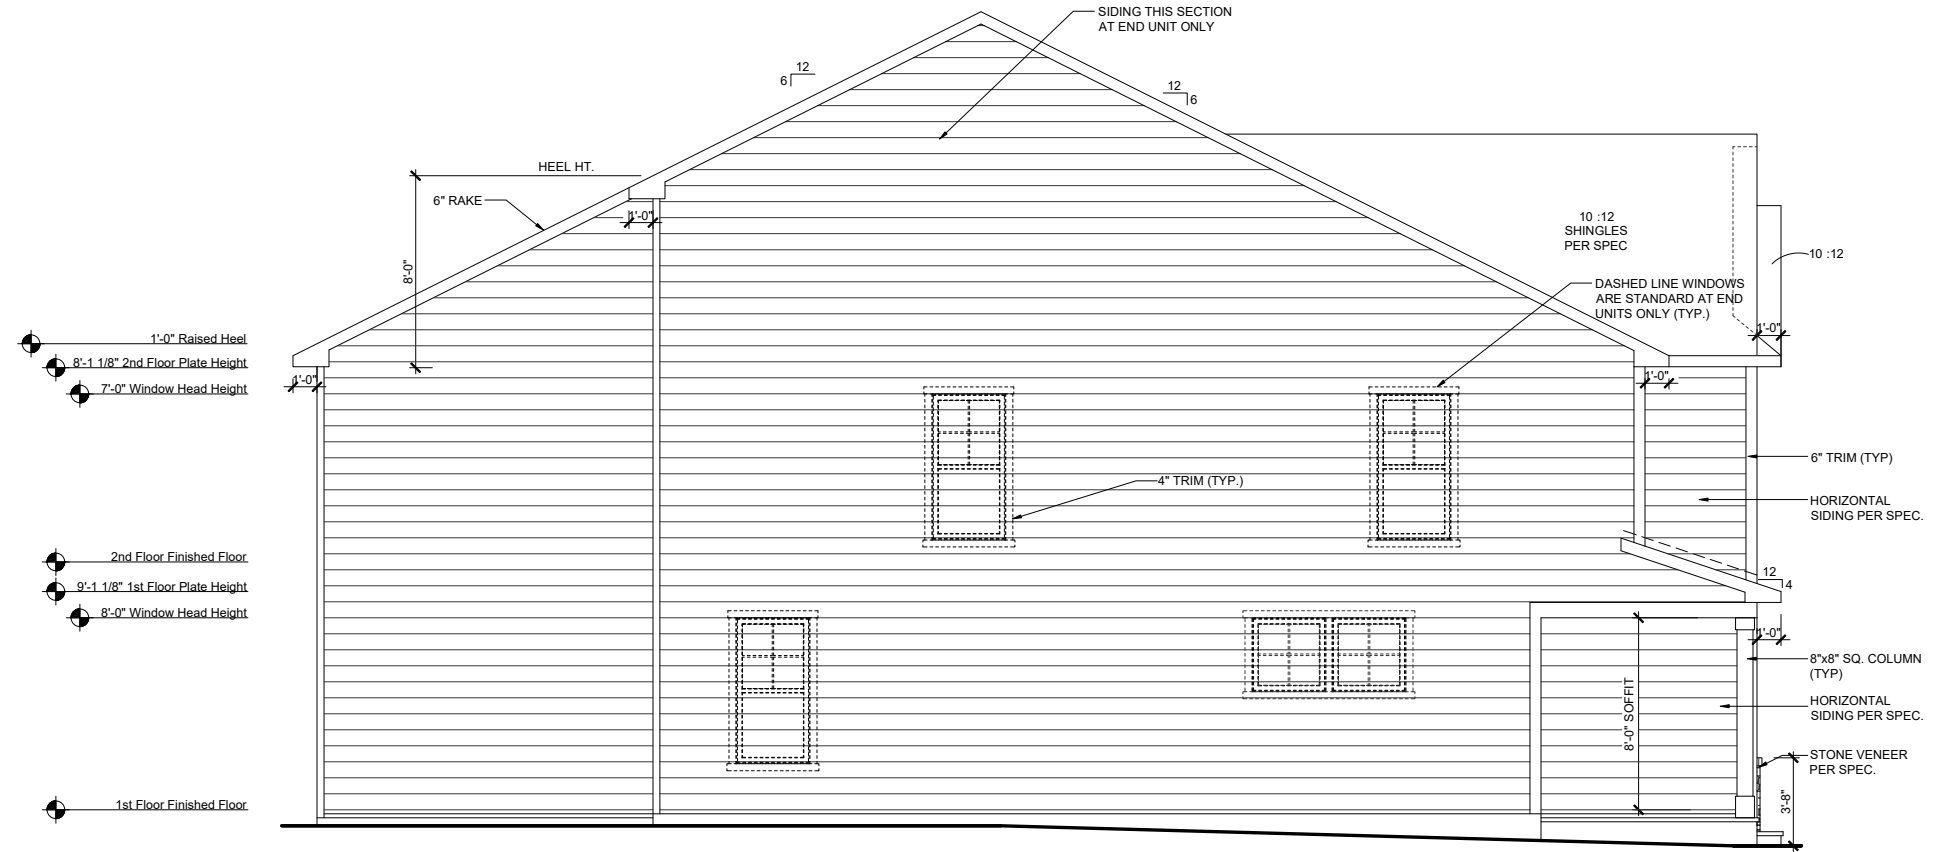 SIDING THIS SECTION
AT END UNIT ONLY
12
6
12
6
HEEL HT.
6" RAKE
1'-0"
8'-0"
10 :12
SHINGLES
PER SPEC
10 :12
DASHED LINE WINDOWS
ARE STANDARD AT END
UNITS ONLY (TYP.)
1'-0"
1'-0" Raised Heel
8'-1 1/8" 2nd Floor Plate Height
7'-0" Window Head Height
1'-0"
1'-0"
6" TRIM (TYP)
4" TRIM (TYP.)
HORIZONTAL
SIDING PER SPEC.
2nd Floor Finished Floor
9'-1 1/8" 1st Floor Plate Height
8'-0" Window Head Height
12
4
1'-0"
8"x8" SQ. COLUMN
(TYP)
8'-0" SOFFIT
HORIZONTAL
SIDING PER SPEC.
STONE VENEER
PER SPEC.
3'-8"
1st Floor Finished Floor